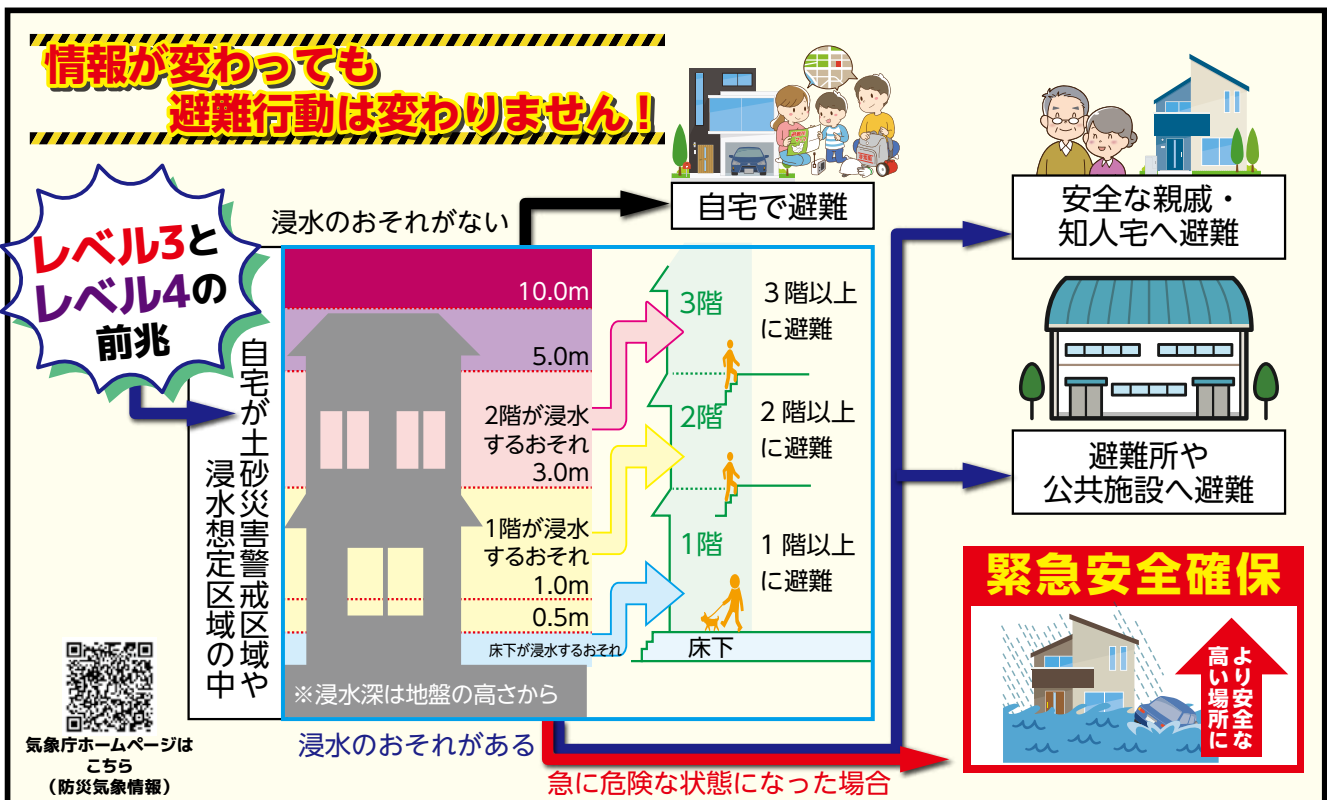 情報が変わっても
避難行動は変わりません！
レベル3と
レベル4の
前兆
浸水のおそれがない
自宅で避難
安全な親戚・
知人宅へ避難
避難所や
公共施設へ避難
自宅が土砂災害警戒区域や
浸水想定区域の中
10.0m
5.0m
2階が浸水
するおそれ
3.0m
1階が浸水
するおそれ
1.0m
0.5m
床下が浸水するおそれ
※浸水深は地盤の高さから
3階
３階以上
に避難
2階
２階以上
に避難
1階
１階以上
に避難
床下
浸水のおそれがある
急に危険な状態になった場合
緊急安全確保
より安全な
高い場所に
気象庁ホームページは
こちら
（防災気象情報）